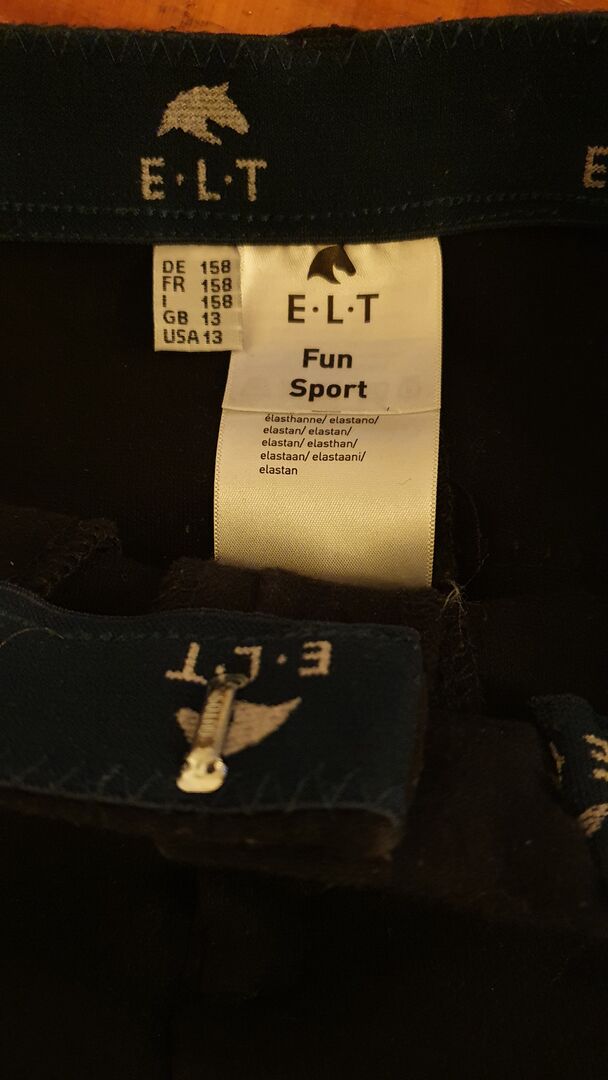 E·L·T
E
DE 158
FR 158
I 158
GB 13
USA 13
E·L·T
Fun
Sport
élasthanne/ elastano/
elastan/ elastan/
elastan/ elasthan/
elastaan/ elastaani/
elastan
E·L·T